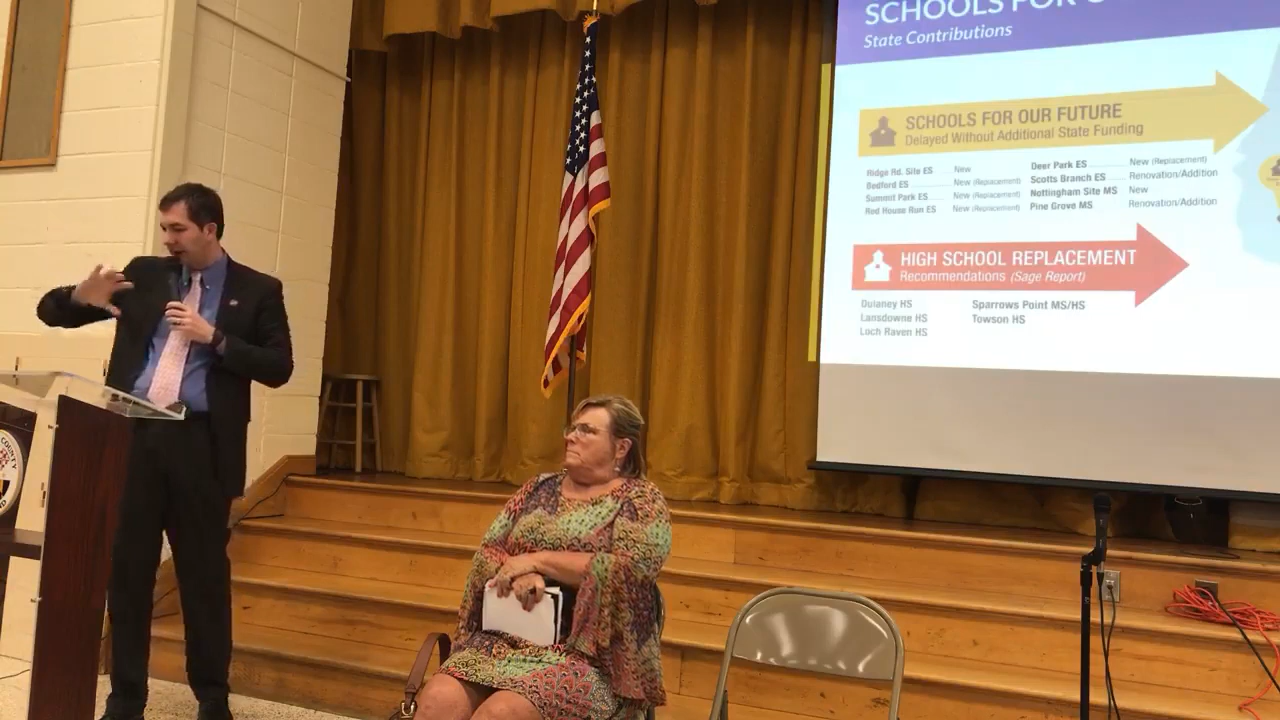 SCHOOLS FOR O
State Contributions
SCHOOLS FOR OUR FUTURE
Delayed Without Additional State Funding
Ridge Rd. Site ES New
Bedford ES New (Replacement)
Summit Park ES New (Replacement)
Red House Run ES New (Replacement)
Deer Park ES New (Replacement)
Scotts Branch ES Renovation/Addition
Nottingham Site MS New
Pine Grove MS Renovation/Addition
HIGH SCHOOL REPLACEMENT
Recommendations (Sage Report)
Dulaney HS
Lansdowne HS
Loch Raven HS
Sparrows Point MS/HS
Towson HS
COUNTY